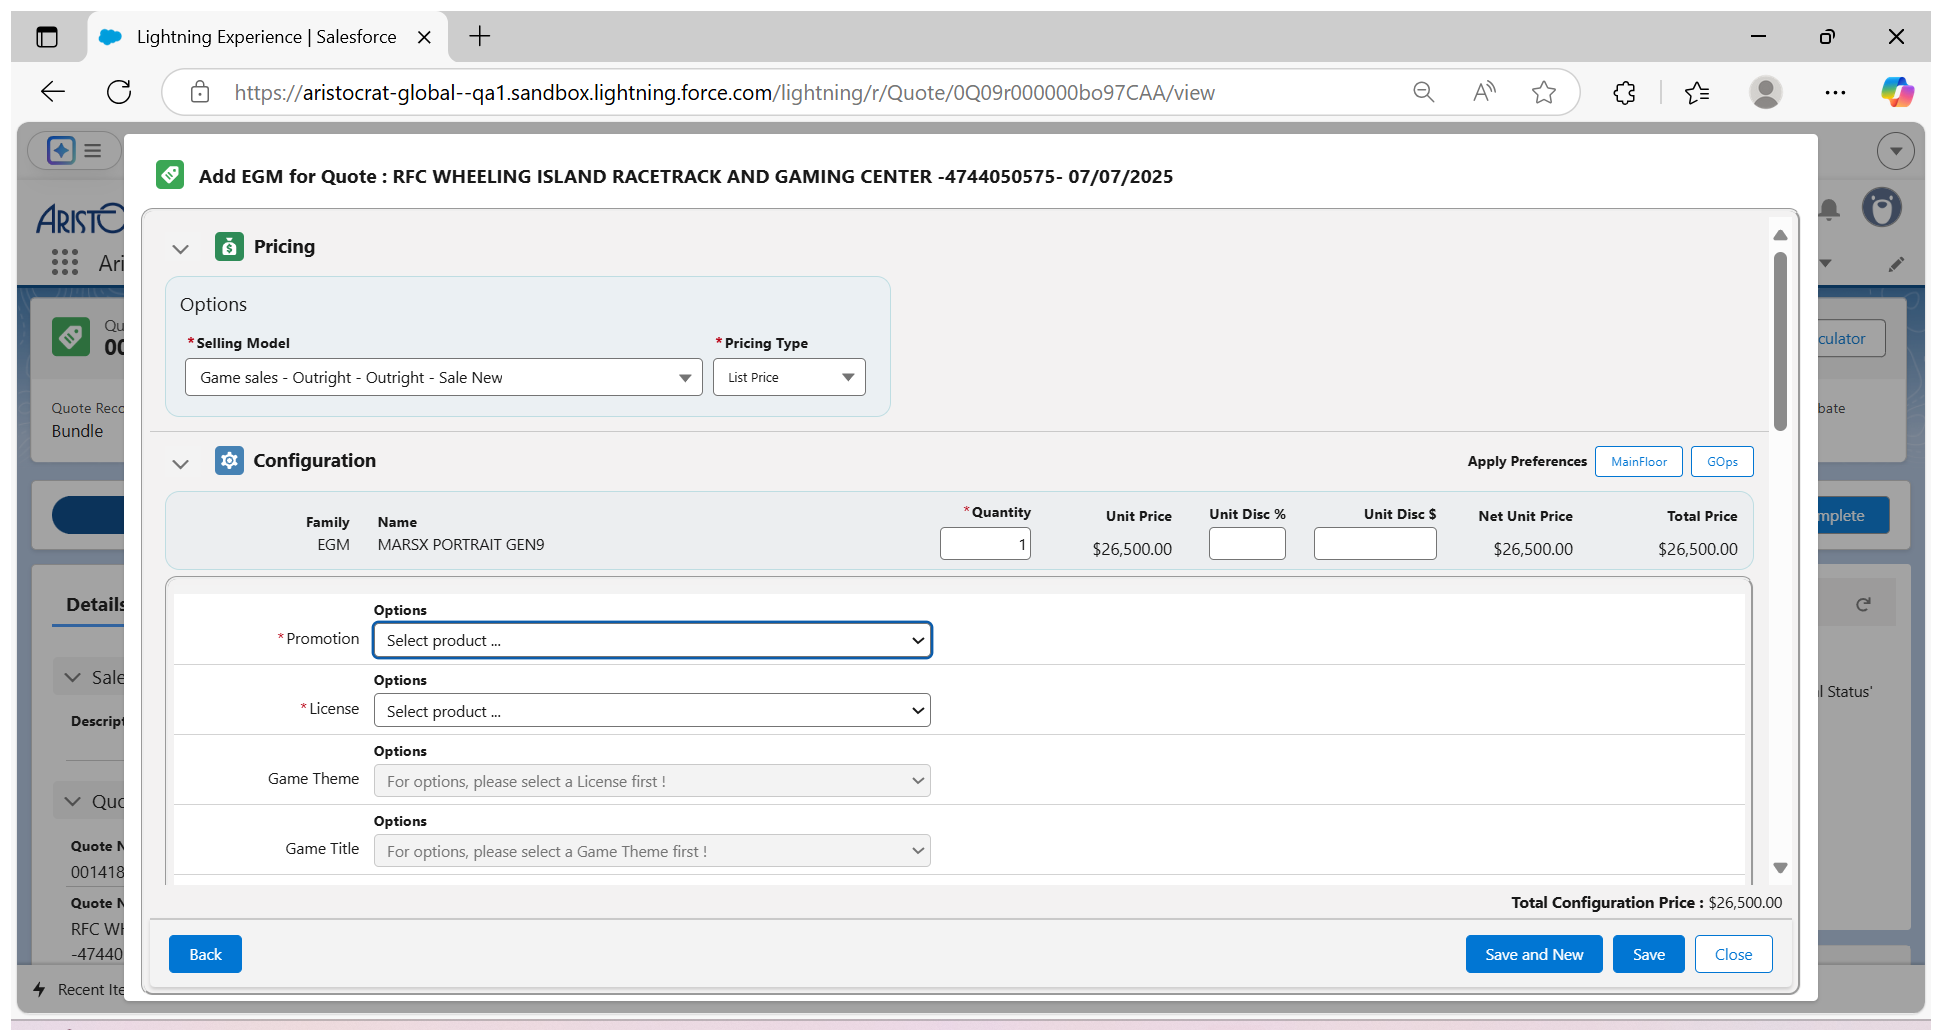 Lightning Experience | Salesforce
https://aristocrat-global--qa1.sandbox.lightning.force.com/lightning/r/Quote/0Q09r000000bo97CAA/view
Add EGM for Quote : RFC WHEELING ISLAND RACETRACK AND GAMING CENTER -4744050575- 07/07/2025
ARISTO
Ari
Pricing
Options
*Selling Model
*Pricing Type
Game sales - Outright - Outright - Sale New
List Price
Qu
00
culator
Quote Reco
Bundle
bate
Configuration
Apply Preferences
MainFloor
GOps
Family
Name
*Quantity
Unit Price
Unit Disc %
Unit Disc $
Net Unit Price
Total Price
EGM
MARSX PORTRAIT GEN9
1
$26,500.00
$26,500.00
$26,500.00
mplete
Details
Options
*Promotion
Select product ...
Options
*License
Select product ...
Options
Game Theme
For options, please select a License first !
Options
Game Title
For options, please select a Game Theme first !
Sale
Descript
l Status'
Quo
Quote N
001418
Quote N
RFC WH
-47440
Total Configuration Price : $26,500.00
Back
Save and New
Save
Close
Recent Ite